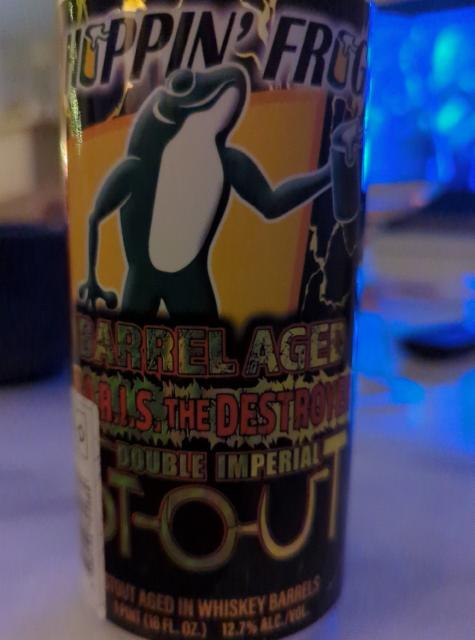 HOPPIN' FROG
BARREL AGED
R.I.S. THE DESTROYER
DOUBLE IMPERIAL
STOUT
STOUT AGED IN WHISKEY BARRELS
1 PINT (16 FL. OZ.) 12.7% ALC./VOL.